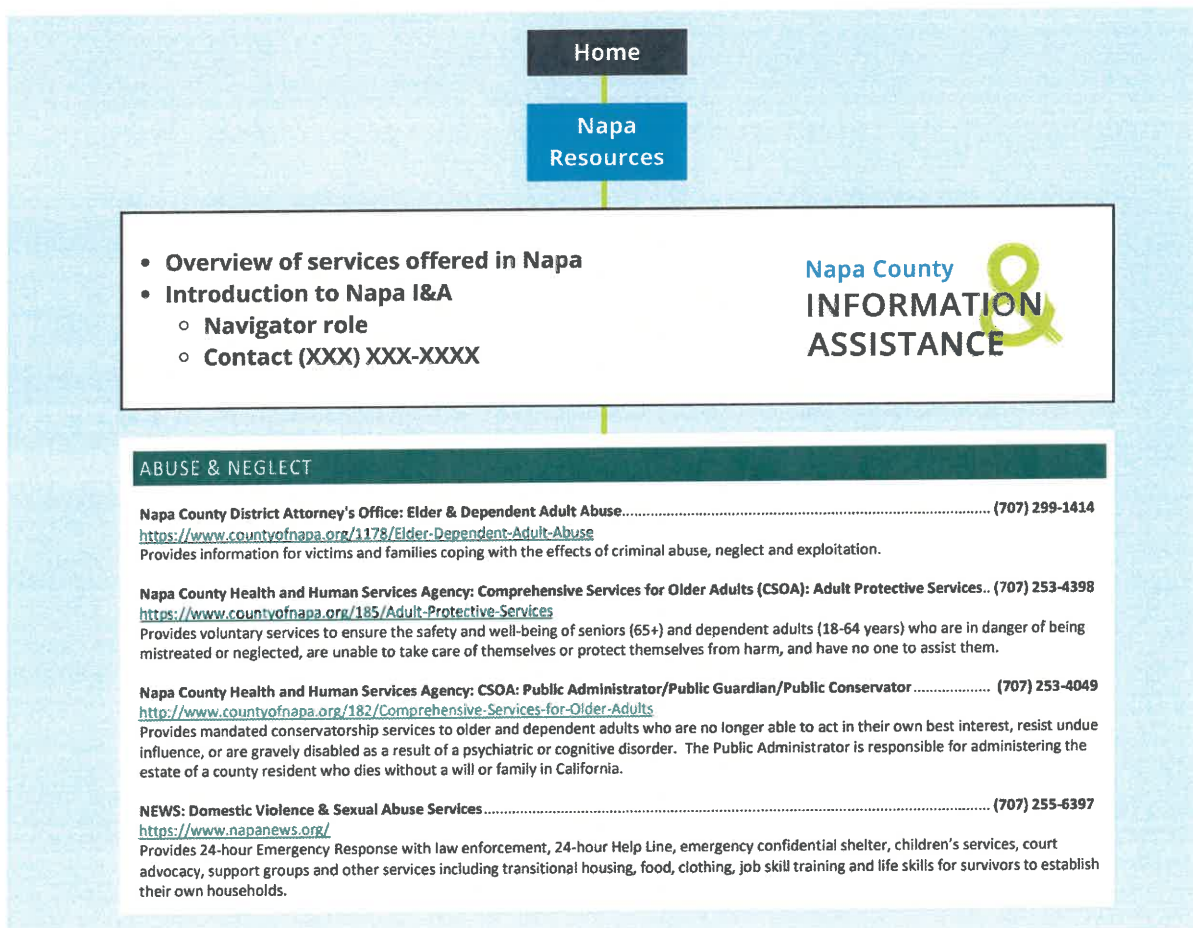 Home
Napa
Resources
• Overview of services offered in Napa
• Introduction to Napa I&A
○ Navigator role
○ Contact (XXX) XXX-XXXX
Napa County
INFORMATION
&
ASSISTANCE
ABUSE & NEGLECT
Napa County District Attorney's Office: Elder & Dependent Adult Abuse.......................................................................................... (707) 299-1414
https://www.countyofnapa.org/1178/Elder-Dependent-Adult-Abuse
Provides information for victims and families coping with the effects of criminal abuse, neglect and exploitation.
Napa County Health and Human Services Agency: Comprehensive Services for Older Adults (CSOA): Adult Protective Services.. (707) 253-4398
https://www.countyofnapa.org/185/Adult-Protective-Services
Provides voluntary services to ensure the safety and well-being of seniors (65+) and dependent adults (18-64 years) who are in danger of being
mistreated or neglected, are unable to take care of themselves or protect themselves from harm, and have no one to assist them.
Napa County Health and Human Services Agency: CSOA: Public Administrator/Public Guardian/Public Conservator................... (707) 253-4049
http://www.countyofnapa.org/182/Comprehensive-Services-for-Older-Adults
Provides mandated conservatorship services to older and dependent adults who are no longer able to act in their own best interest, resist undue
influence, or are gravely disabled as a result of a psychiatric or cognitive disorder. The Public Administrator is responsible for administering the
estate of a county resident who dies without a will or family in California.
NEWS: Domestic Violence & Sexual Abuse Services............................................................................................................................ (707) 255-6397
https://www.napanews.org/
Provides 24-hour Emergency Response with law enforcement, 24-hour Help Line, emergency confidential shelter, children's services, court
advocacy, support groups and other services including transitional housing, food, clothing, job skill training and life skills for survivors to establish
their own households.